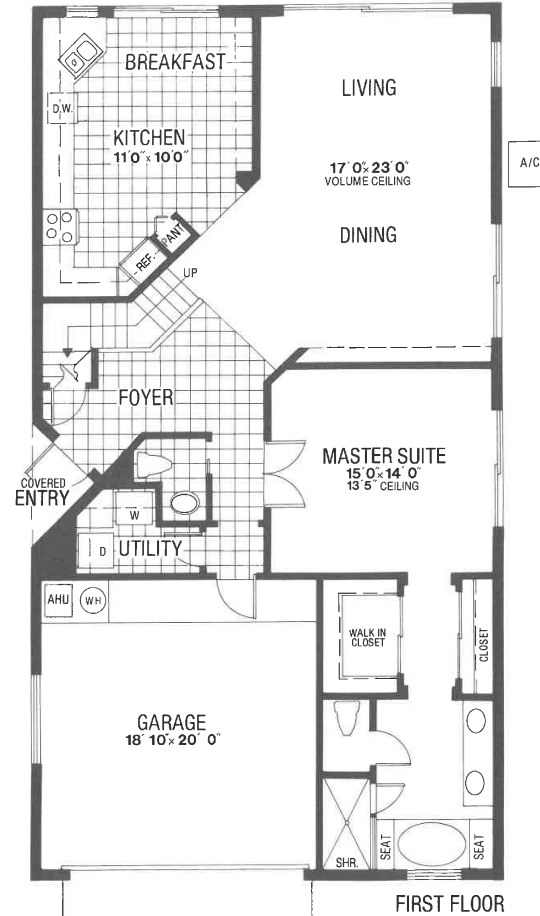 BREAKFAST
LIVING
D.W.
KITCHEN
11'0" x 10'0"
17'0" x 23'0"
VOLUME CEILING
A/C
PANT
DINING
REF.
UP
FOYER
MASTER SUITE
15'0" x 14'0"
13'5" CEILING
COVERED
ENTRY
W
D
UTILITY
AHU
WH
WALK IN
CLOSET
CLOSET
GARAGE
18'10" x 20'0"
SHR.
SEAT
SEAT
FIRST FLOOR